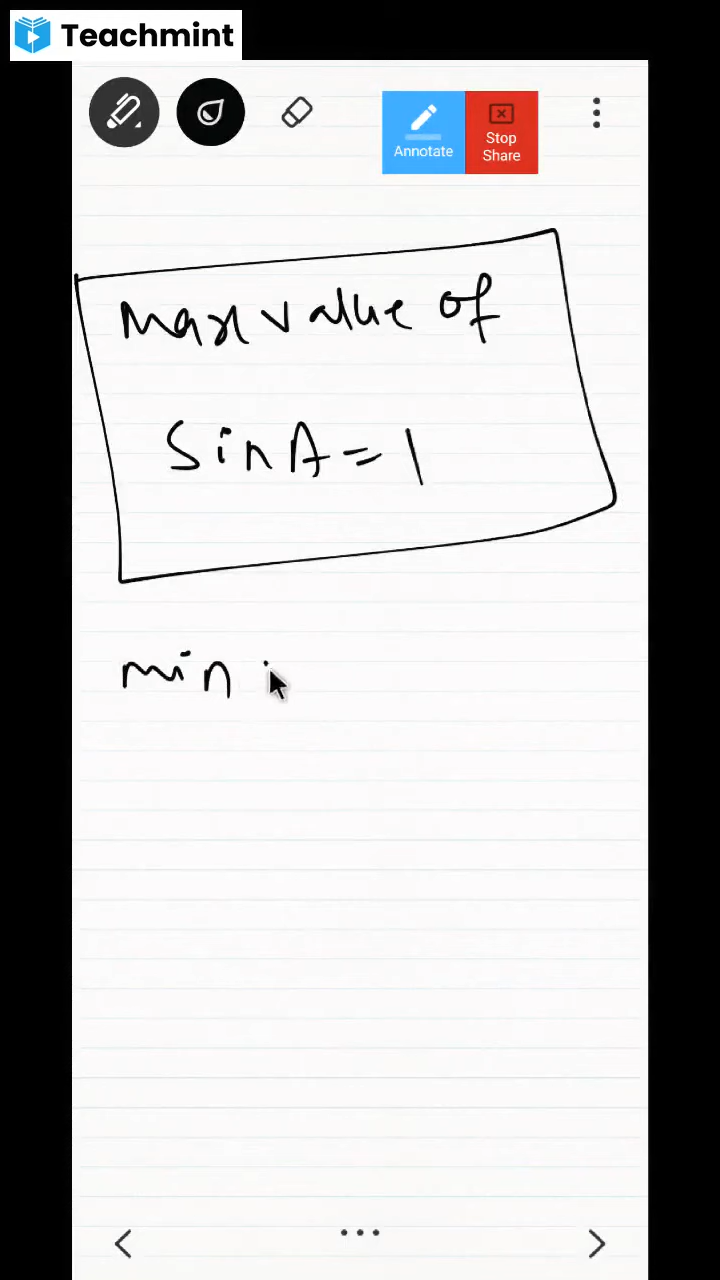 Teachmint
Annotate
Stop
Share
Max value of
Sin A = 1
min